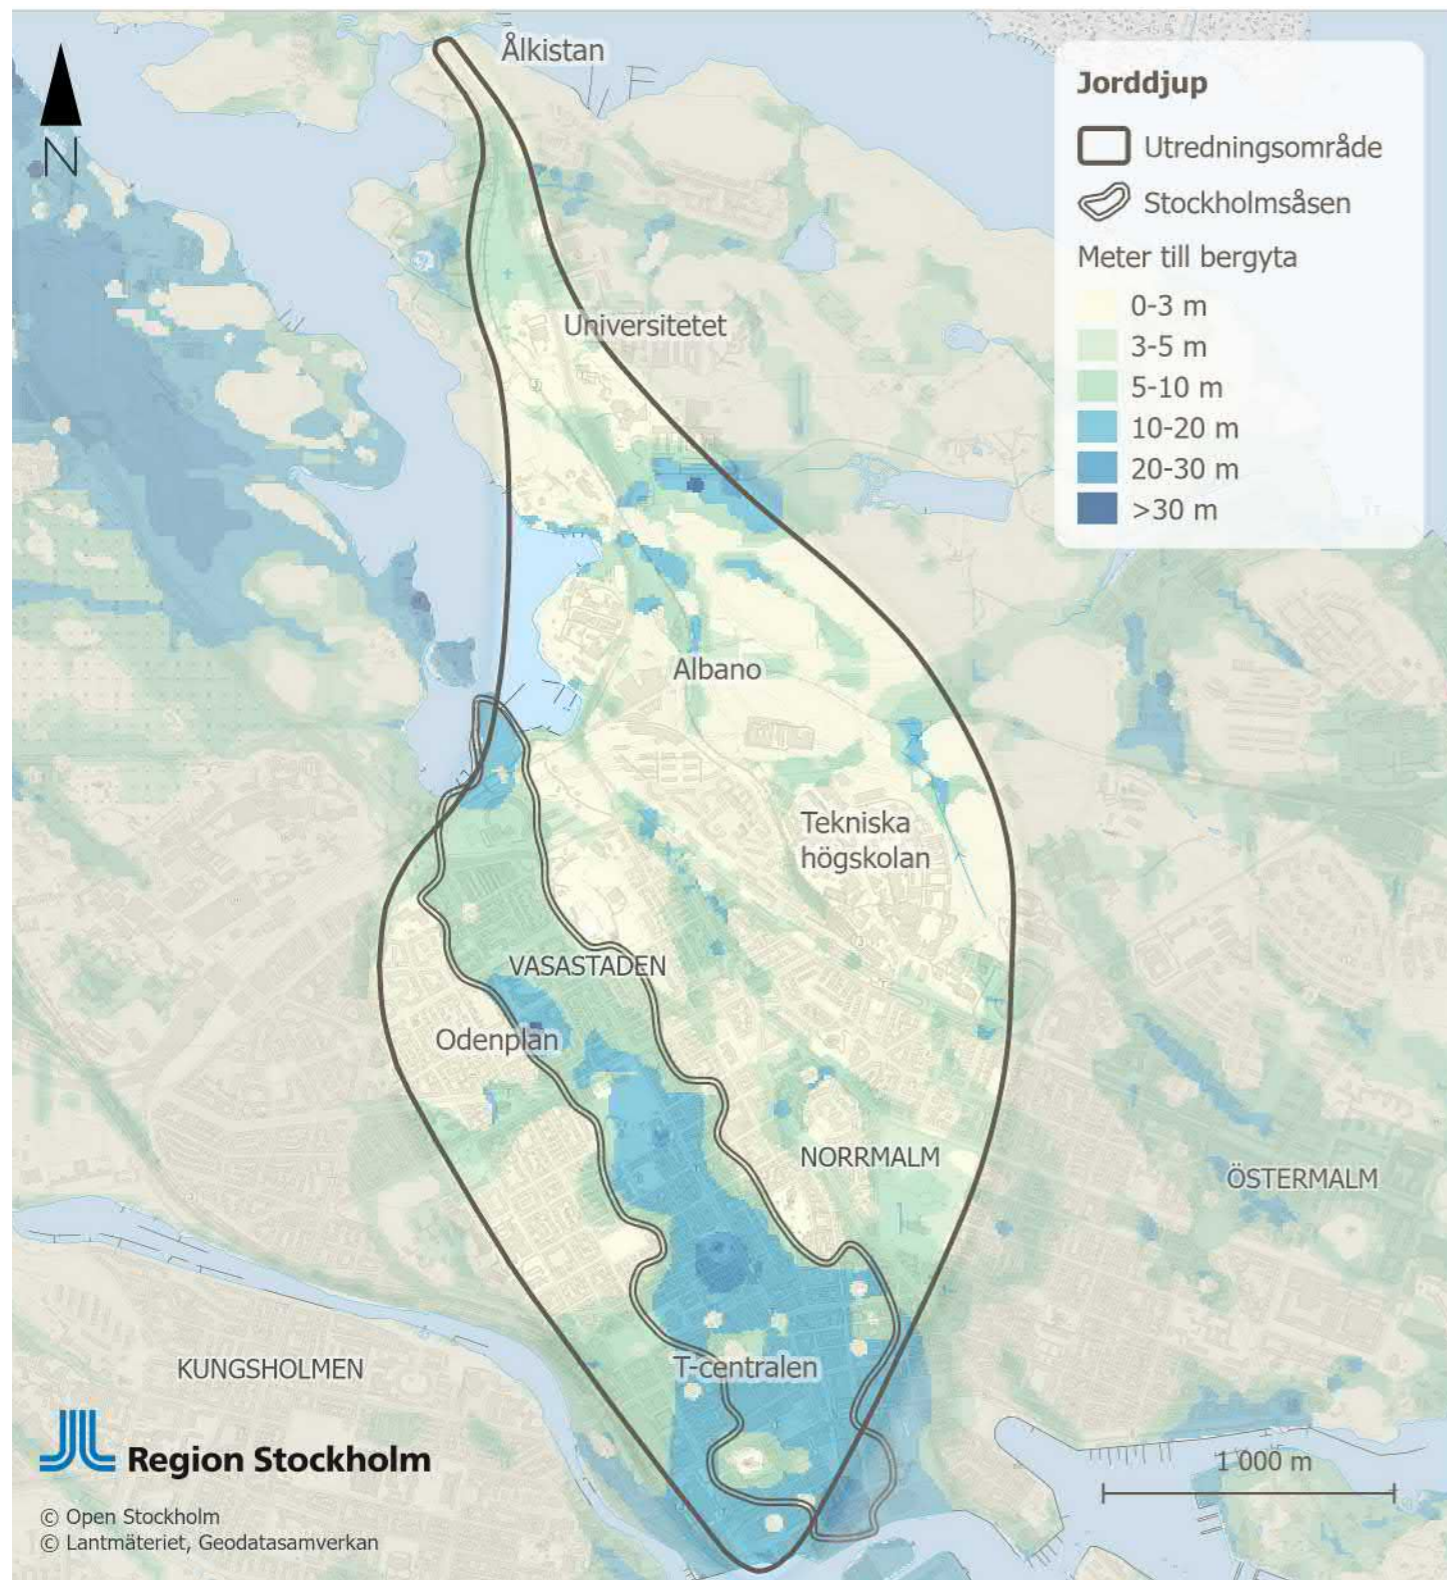 Ålkistan
N
Jorddjup
Utredningsområde
Stockholmsåsen
Meter till bergyta
0-3 m
3-5 m
5-10 m
10-20 m
20-30 m
>30 m
Universitetet
Albano
Tekniska
högskolan
VASASTADEN
Odenplan
NORRMALM
ÖSTERMALM
T-centralen
KUNGSHOLMEN
Region Stockholm
1 000 m
© Open Stockholm
© Lantmäteriet, Geodatasamverkan